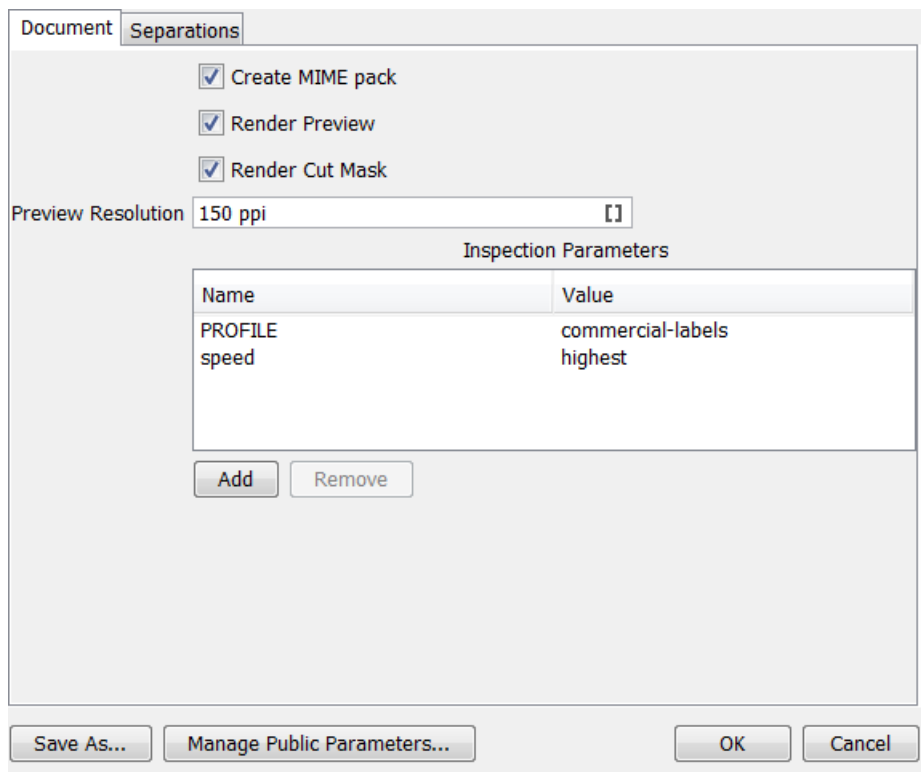 Document Separations
Create MIME pack
Render Preview
Render Cut Mask
Preview Resolution 150 ppi []
Inspection Parameters
Name Value
PROFILE commercial-labels
speed highest
Add Remove
Save As... Manage Public Parameters... OK Cancel